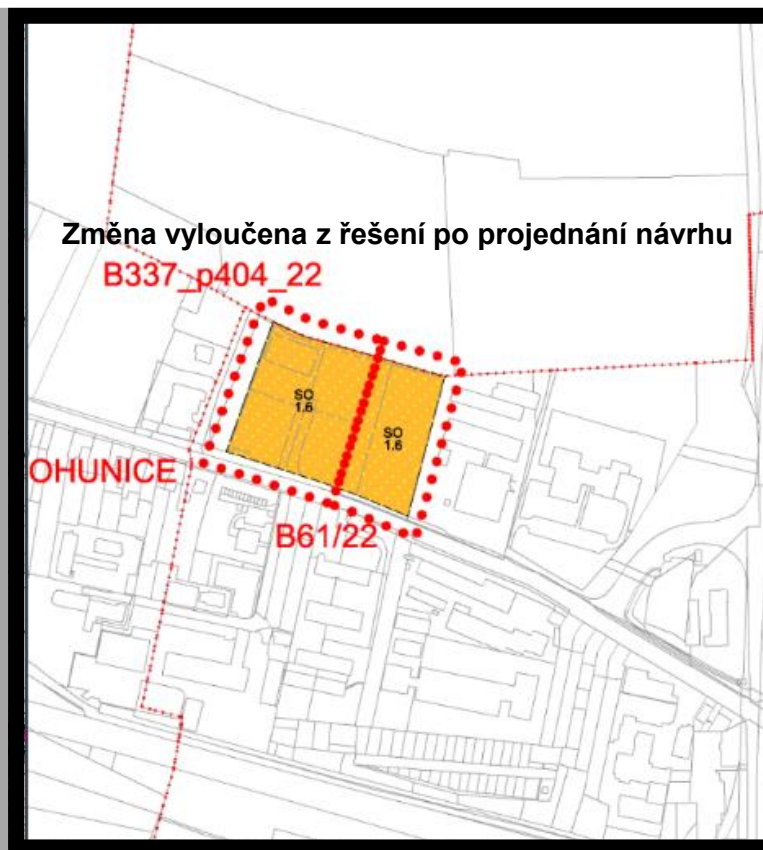 Změna vyloučena z řešení po projednání návrhu
B337_p404_22
SO
1.6
SO
1.6
OHUNICE
B61/22